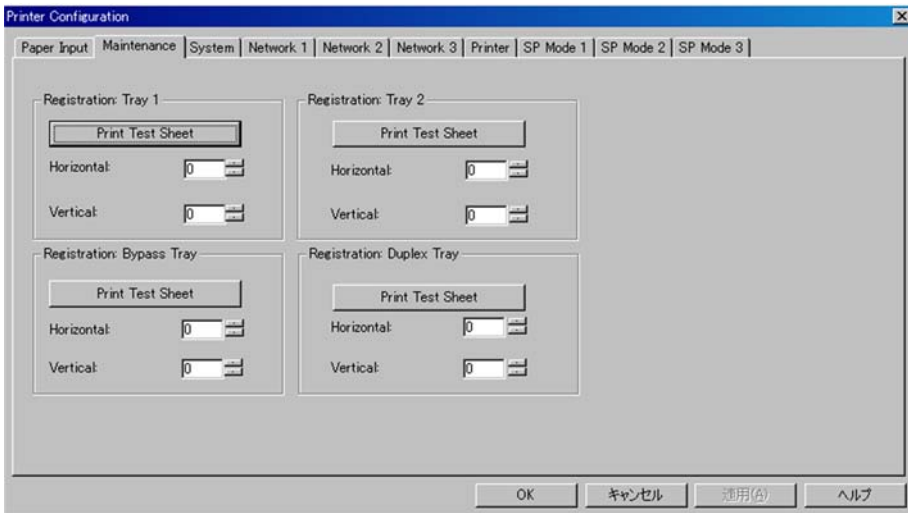 Printer Configuration
Paper Input Maintenance System Network 1 Network 2 Network 3 Printer SP Mode 1 SP Mode 2 SP Mode 3
Registration: Tray 1
Print Test Sheet
Horizontal: 0
Vertical: 0
Registration: Tray 2
Print Test Sheet
Horizontal: 0
Vertical: 0
Registration: Bypass Tray
Print Test Sheet
Horizontal: 0
Vertical: 0
Registration: Duplex Tray
Print Test Sheet
Horizontal: 0
Vertical: 0
OK キャンセル 適用(A) ヘルプ